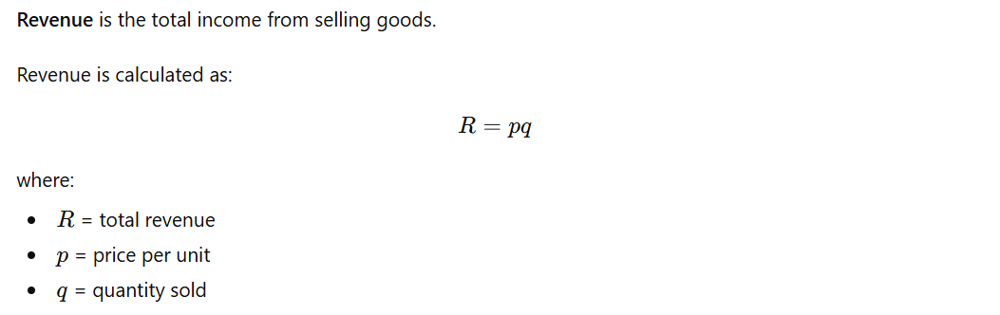 Revenue is the total income from selling goods.
Revenue is calculated as:
R = pq
where:
• R = total revenue
• p = price per unit
• q = quantity sold